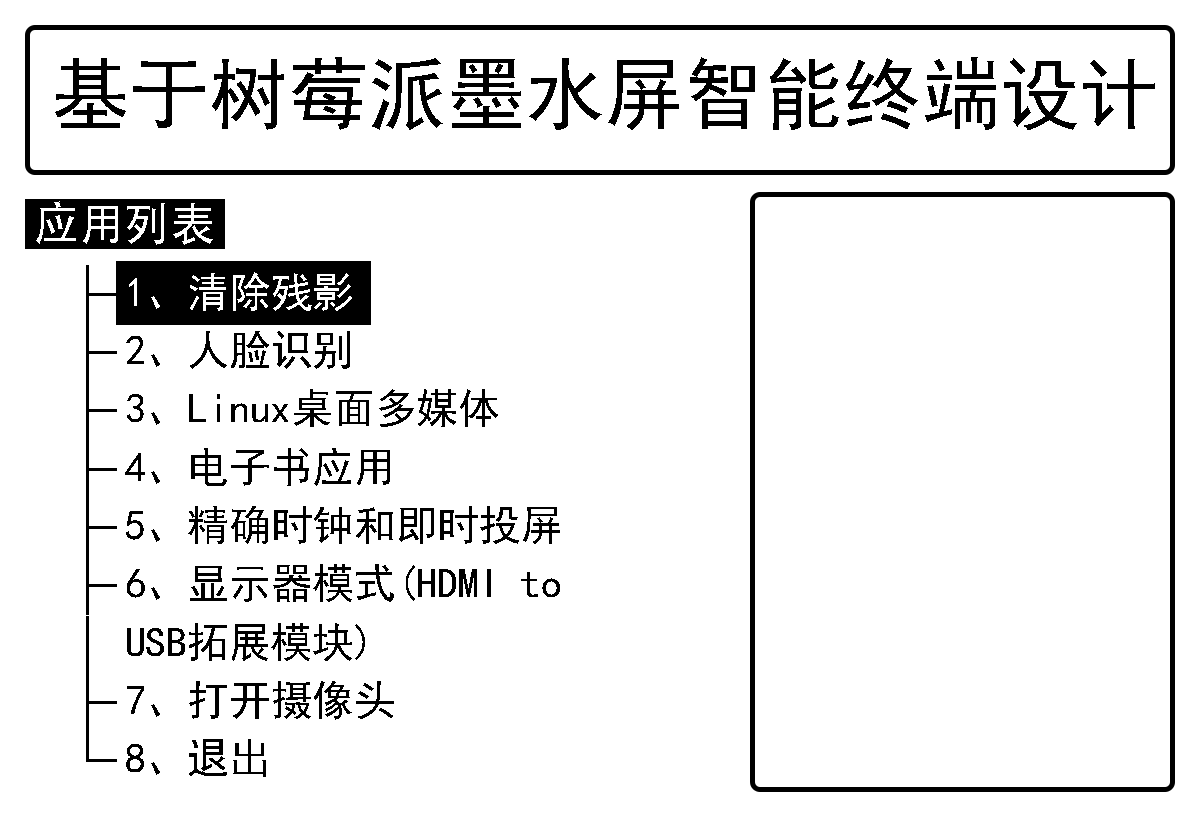 基于树莓派墨水屏智能终端设计
应用列表
1、清除残影
2、人脸识别
3、Linux桌面多媒体
4、电子书应用
5、精确时钟和即时投屏
6、显示器模式(HDMI to
USB拓展模块)
7、打开摄像头
8、退出